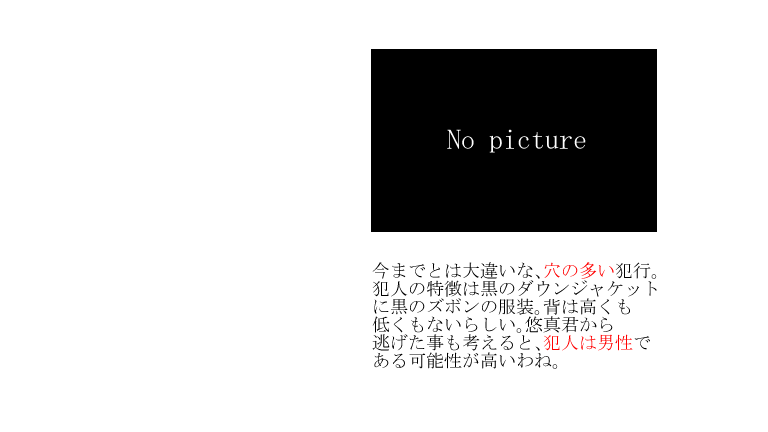 No picture
今までとは大違いな、穴の多い犯行。
犯人の特徴は黒のダウンジャケット
に黒のズボンの服装。背は高くも
低くもないらしい。悠真君から
逃げた事も考えると、犯人は男性で
ある可能性が高いわね。